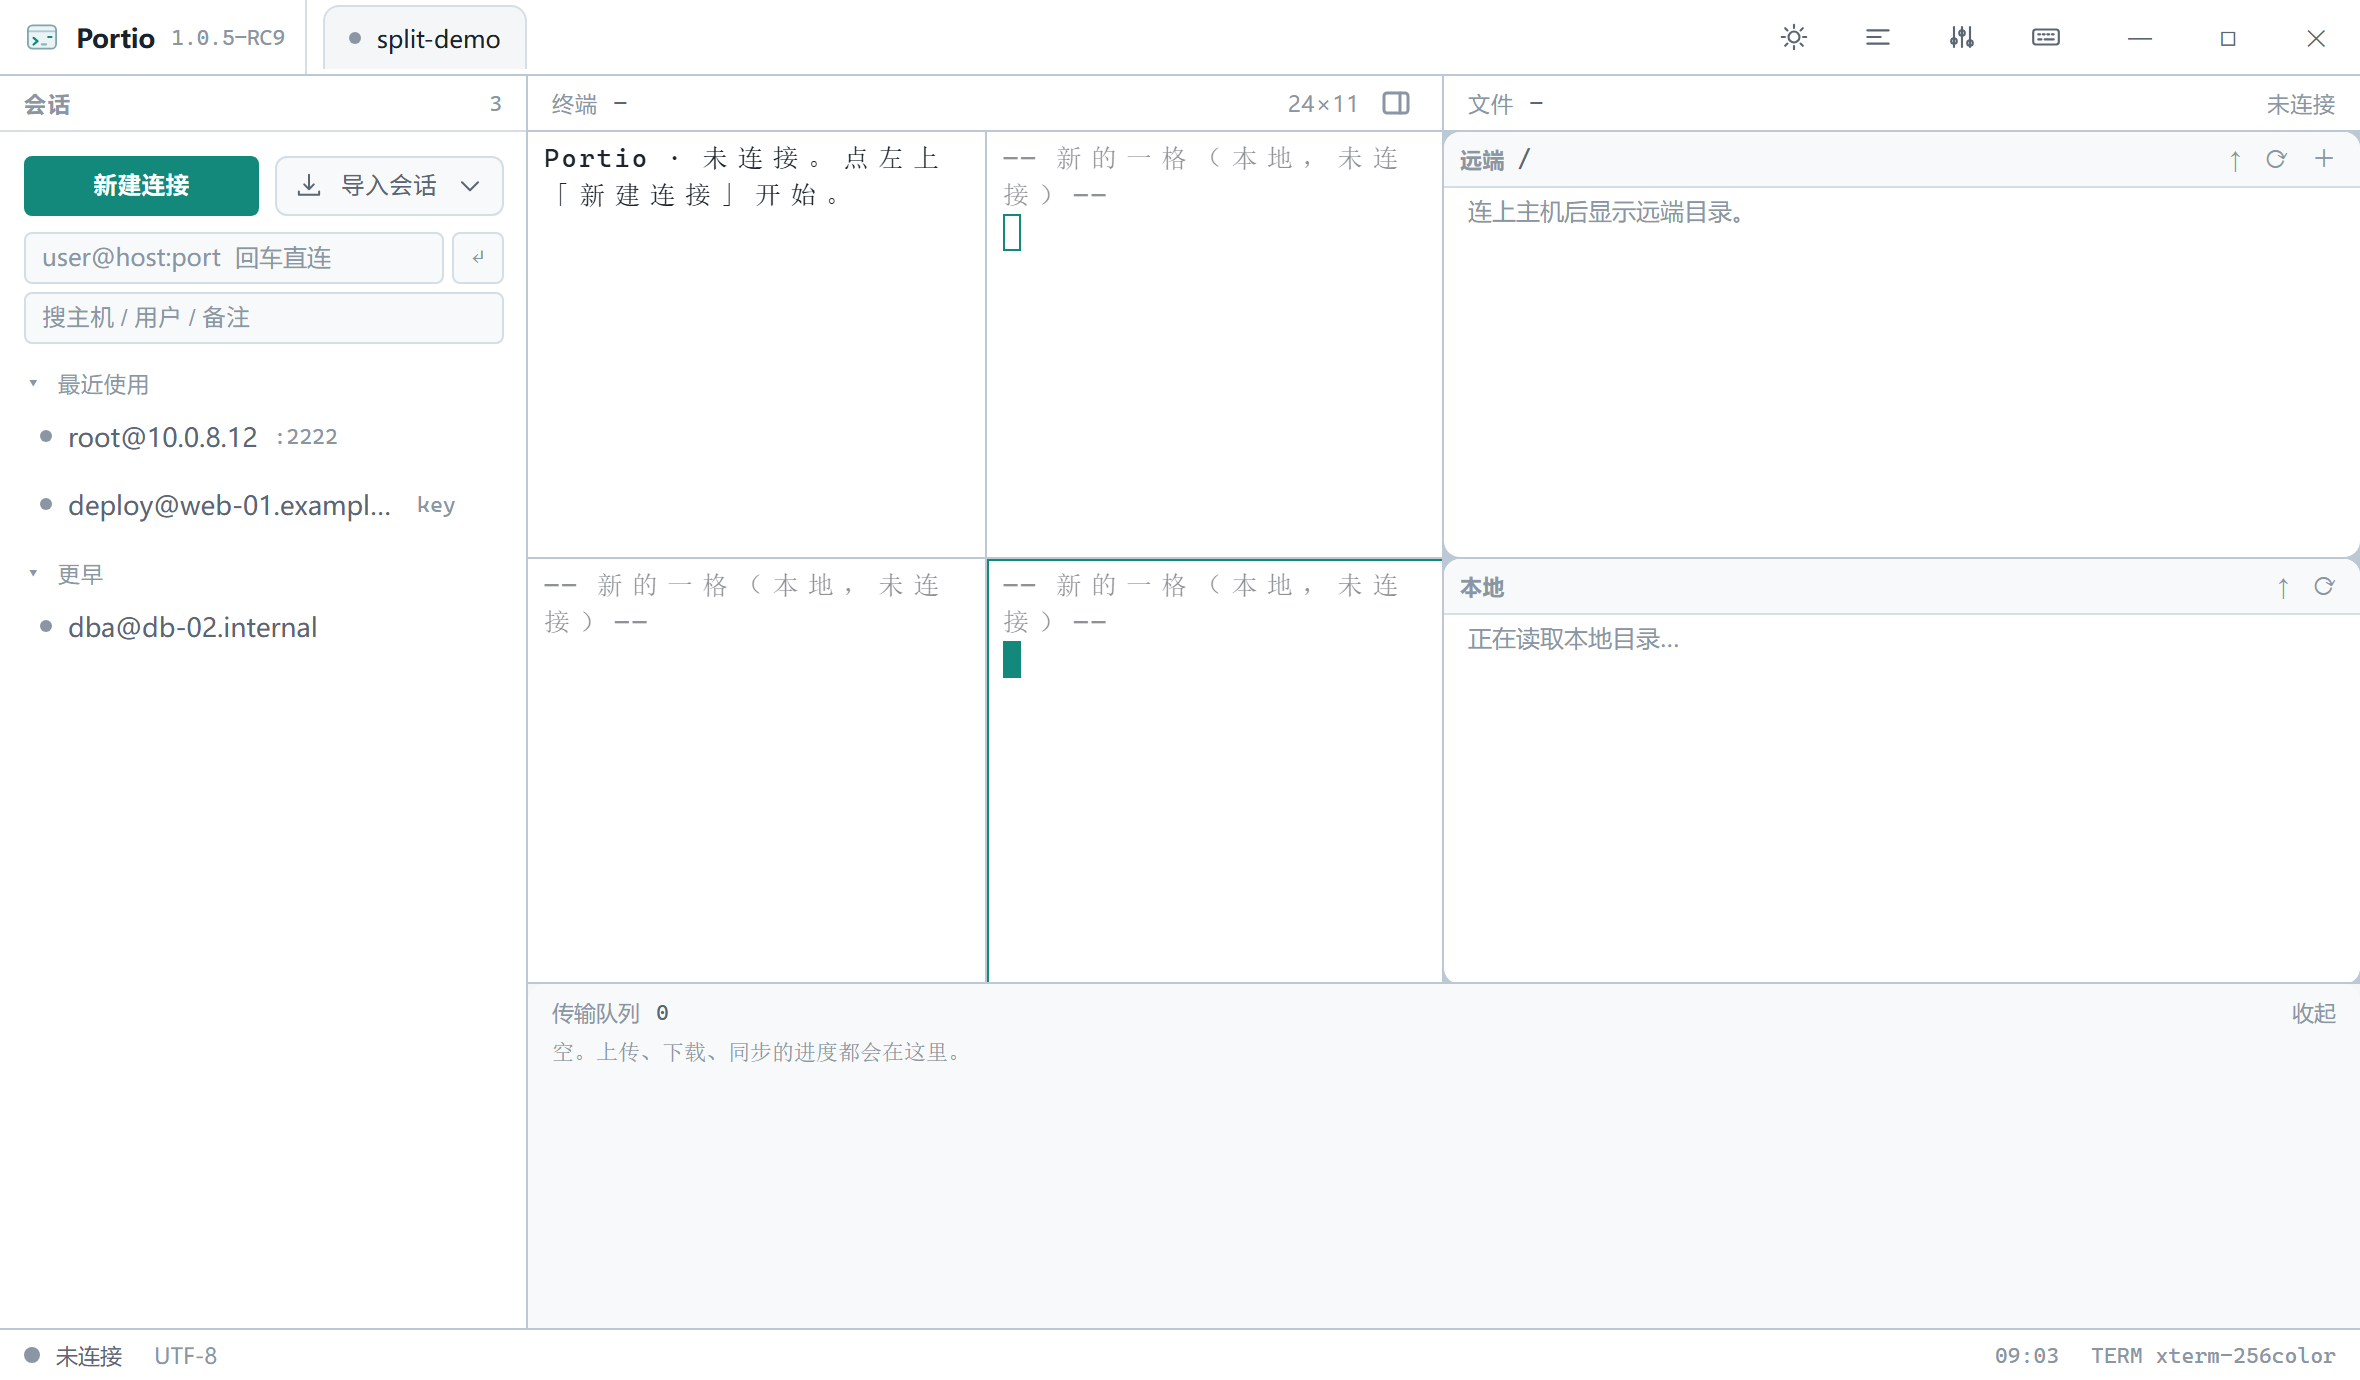 Portio 1.0.5-RC9
split-demo
会话 3
新建连接
导入会话
user@host:port 回车直连
搜主机 / 用户 / 备注
最近使用
root@10.0.8.12 :2222
deploy@web-01.exampl... key
更早
dba@db-02.internal
终端 – 24×11
Portio · 未连接。点左上
「新建连接」开始。
-- 新的一格（本地，未连
接）--
-- 新的一格（本地，未连
接）--
-- 新的一格（本地，未连
接）--
文件 – 未连接
远端 /
连上主机后显示远端目录。
本地
正在读取本地目录...
传输队列 0 收起
空。上传、下载、同步的进度都会在这里。
未连接 UTF-8
09:03 TERM xterm-256color